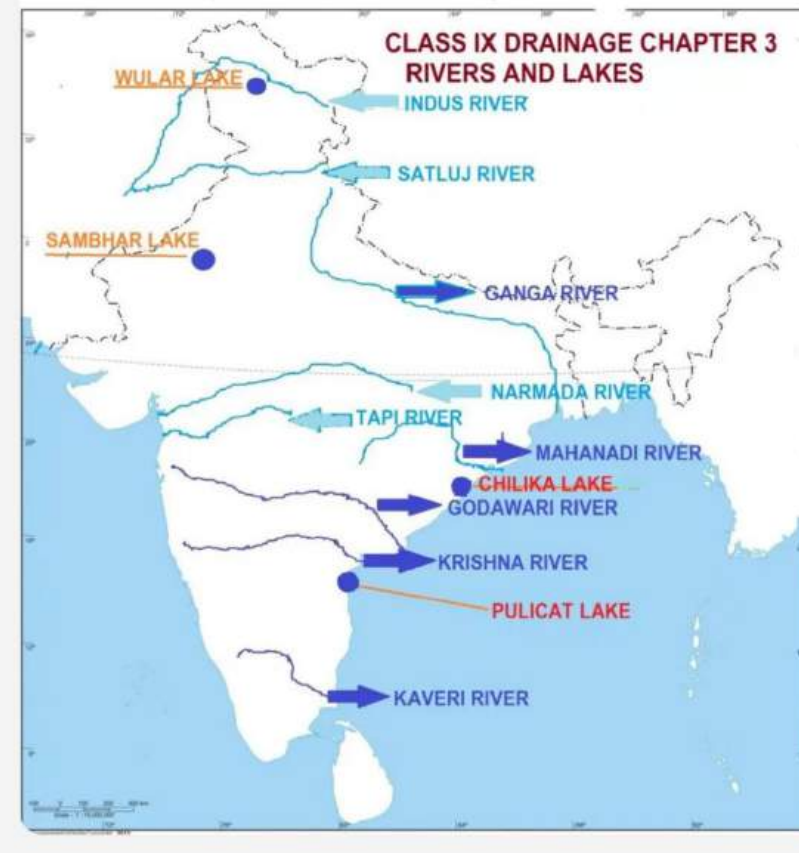 CLASS IX DRAINAGE CHAPTER 3
RIVERS AND LAKES
WULAR LAKE
INDUS RIVER
SATLUJ RIVER
SAMBHAR LAKE
GANGA RIVER
NARMADA RIVER
TAPI RIVER
MAHANADI RIVER
CHILIKA LAKE
GODAWARI RIVER
KRISHNA RIVER
PULICAT LAKE
KAVERI RIVER